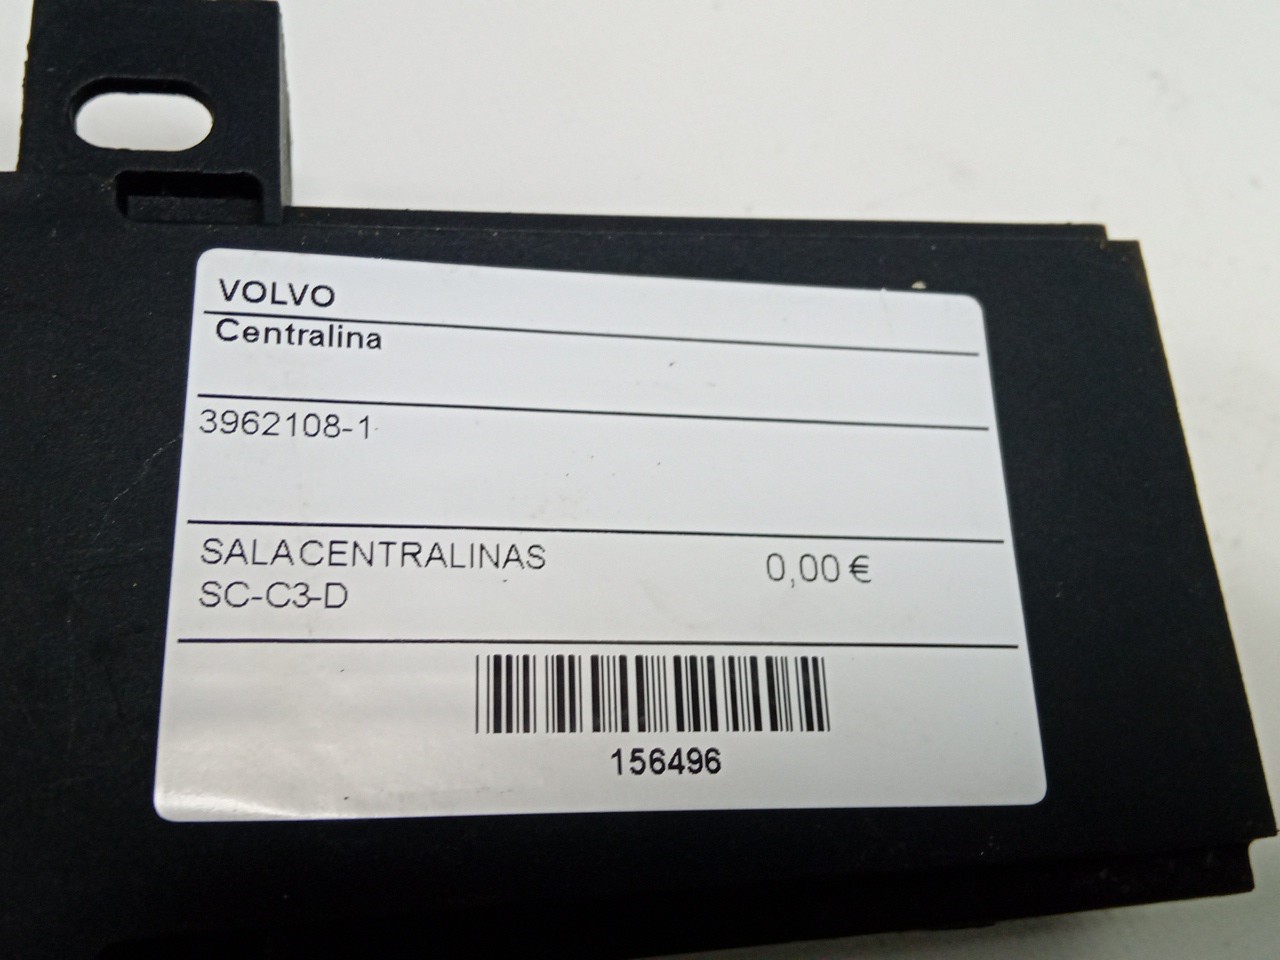 VOLVO
Centralina
3962108-1
SALACENTRALINAS 0,00 €
SC-C3-D
156496